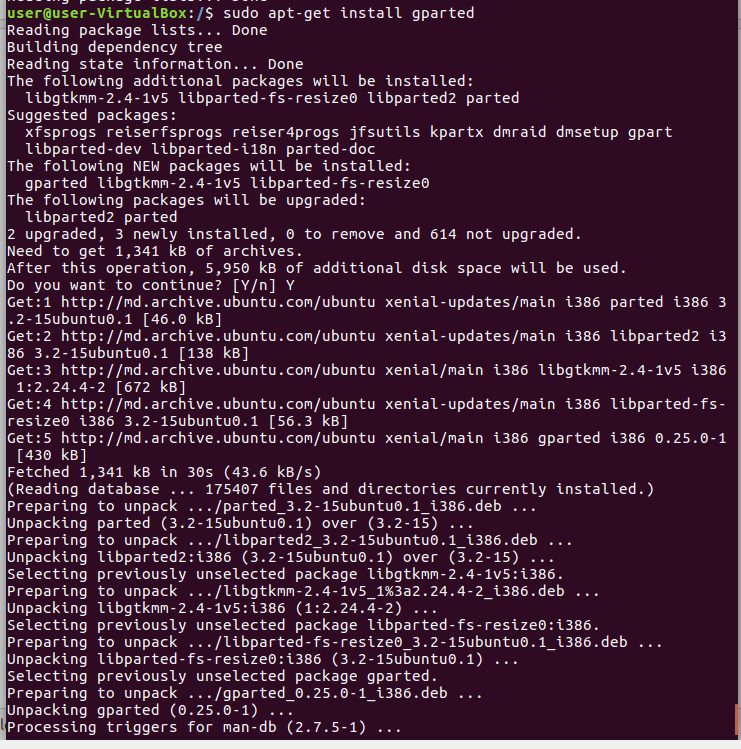 user@user-VirtualBox:/$ sudo apt-get install gparted
Reading package lists... Done
Building dependency tree
Reading state information... Done
The following additional packages will be installed:
  libgtkmm-2.4-1v5 libparted-fs-resize0 libparted2 parted
Suggested packages:
  xfsprogs reiserfsprogs reiser4progs jfsutils kpartx dmraid dmsetup gpart
  libparted-dev libparted-i18n parted-doc
The following NEW packages will be installed:
  gparted libgtkmm-2.4-1v5 libparted-fs-resize0
The following packages will be upgraded:
  libparted2 parted
2 upgraded, 3 newly installed, 0 to remove and 614 not upgraded.
Need to get 1,341 kB of archives.
After this operation, 5,950 kB of additional disk space will be used.
Do you want to continue? [Y/n] Y
Get:1 http://md.archive.ubuntu.com/ubuntu xenial-updates/main i386 parted i386 3
.2-15ubuntu0.1 [46.0 kB]
Get:2 http://md.archive.ubuntu.com/ubuntu xenial-updates/main i386 libparted2 i3
86 3.2-15ubuntu0.1 [138 kB]
Get:3 http://md.archive.ubuntu.com/ubuntu xenial/main i386 libgtkmm-2.4-1v5 i386
 1:2.24.4-2 [672 kB]
Get:4 http://md.archive.ubuntu.com/ubuntu xenial-updates/main i386 libparted-fs-
resize0 i386 3.2-15ubuntu0.1 [56.3 kB]
Get:5 http://md.archive.ubuntu.com/ubuntu xenial/main i386 gparted i386 0.25.0-1
 [430 kB]
Fetched 1,341 kB in 30s (43.6 kB/s)
(Reading database ... 175407 files and directories currently installed.)
Preparing to unpack .../parted_3.2-15ubuntu0.1_i386.deb ...
Unpacking parted (3.2-15ubuntu0.1) over (3.2-15) ...
Preparing to unpack .../libparted2_3.2-15ubuntu0.1_i386.deb ...
Unpacking libparted2:i386 (3.2-15ubuntu0.1) over (3.2-15) ...
Selecting previously unselected package libgtkmm-2.4-1v5:i386.
Preparing to unpack .../libgtkmm-2.4-1v5_1%3a2.24.4-2_i386.deb ...
Unpacking libgtkmm-2.4-1v5:i386 (1:2.24.4-2) ...
Selecting previously unselected package libparted-fs-resize0:i386.
Preparing to unpack .../libparted-fs-resize0_3.2-15ubuntu0.1_i386.deb ...
Unpacking libparted-fs-resize0:i386 (3.2-15ubuntu0.1) ...
Selecting previously unselected package gparted.
Preparing to unpack .../gparted_0.25.0-1_i386.deb ...
Unpacking gparted (0.25.0-1) ...
Processing triggers for man-db (2.7.5-1) ...